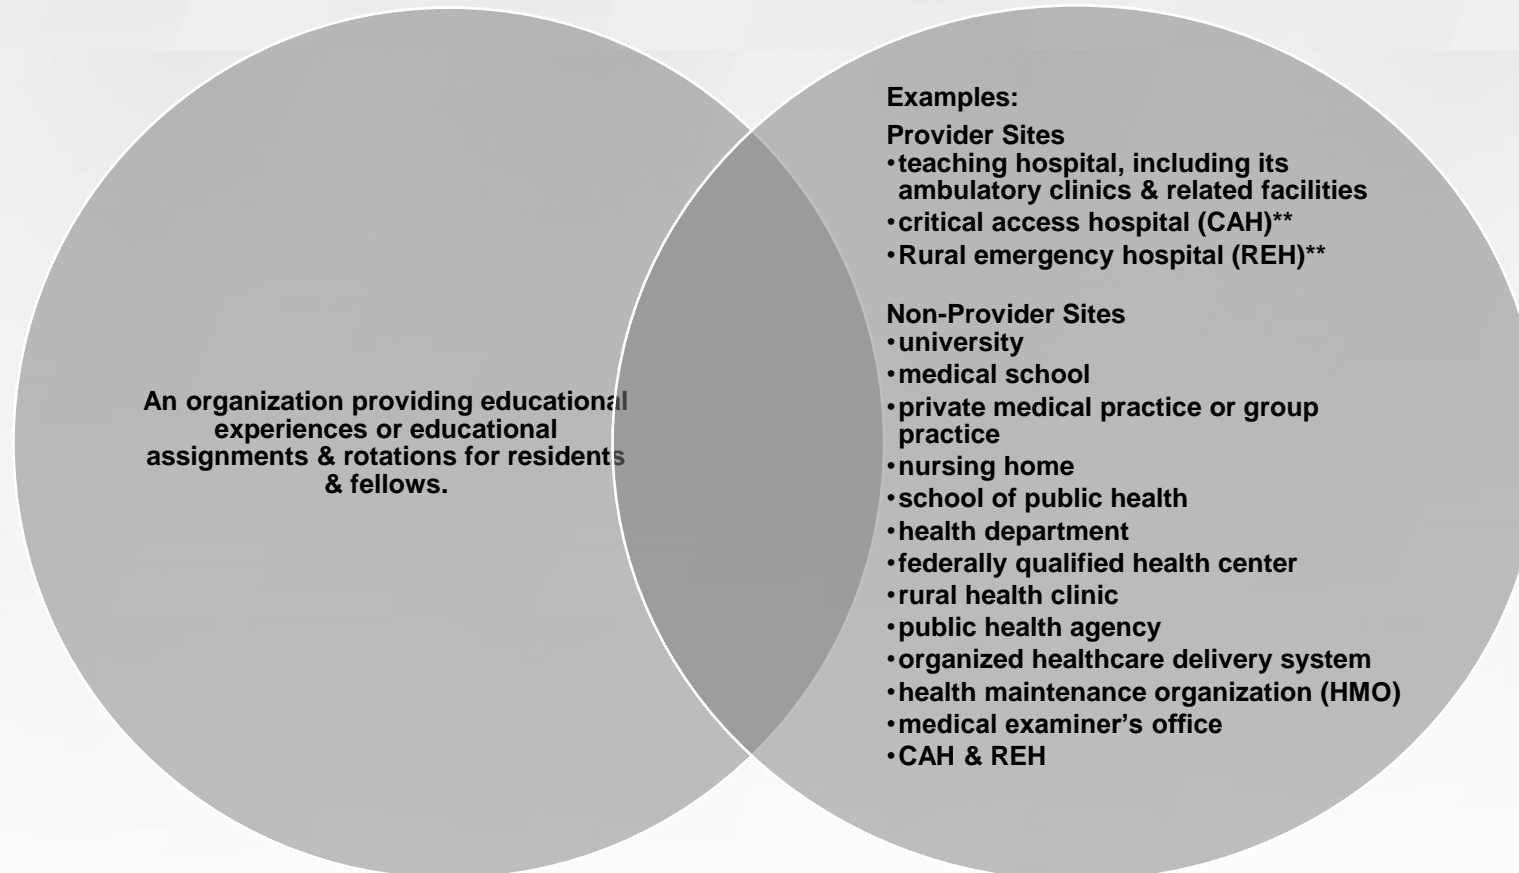 An organization providing educational
experiences or educational
assignments & rotations for residents
& fellows.
Examples:
Provider Sites
•teaching hospital, including its
ambulatory clinics & related facilities
•critical access hospital (CAH)**
•Rural emergency hospital (REH)**
Non-Provider Sites
•university
•medical school
•private medical practice or group
practice
•nursing home
•school of public health
•health department
•federally qualified health center
•rural health clinic
•public health agency
•organized healthcare delivery system
•health maintenance organization (HMO)
•medical examiner’s office
•CAH & REH